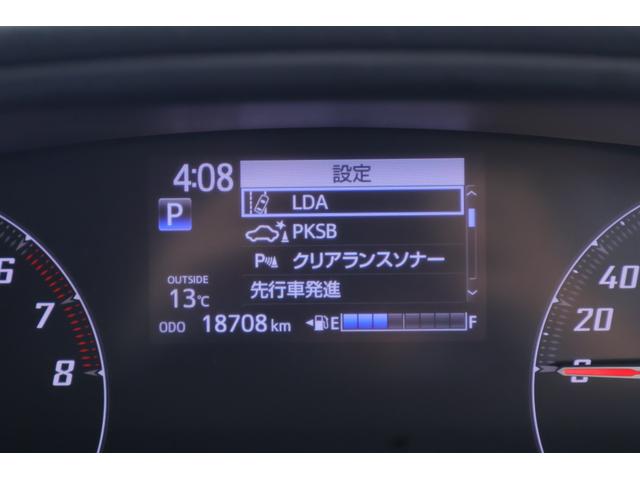 設定
4:08
LDA
P
PKSB
P クリアランスソナー
OUTSIDE
13℃
先行車発進
ODO 18708 km
E F
6
7
8
40
20
0